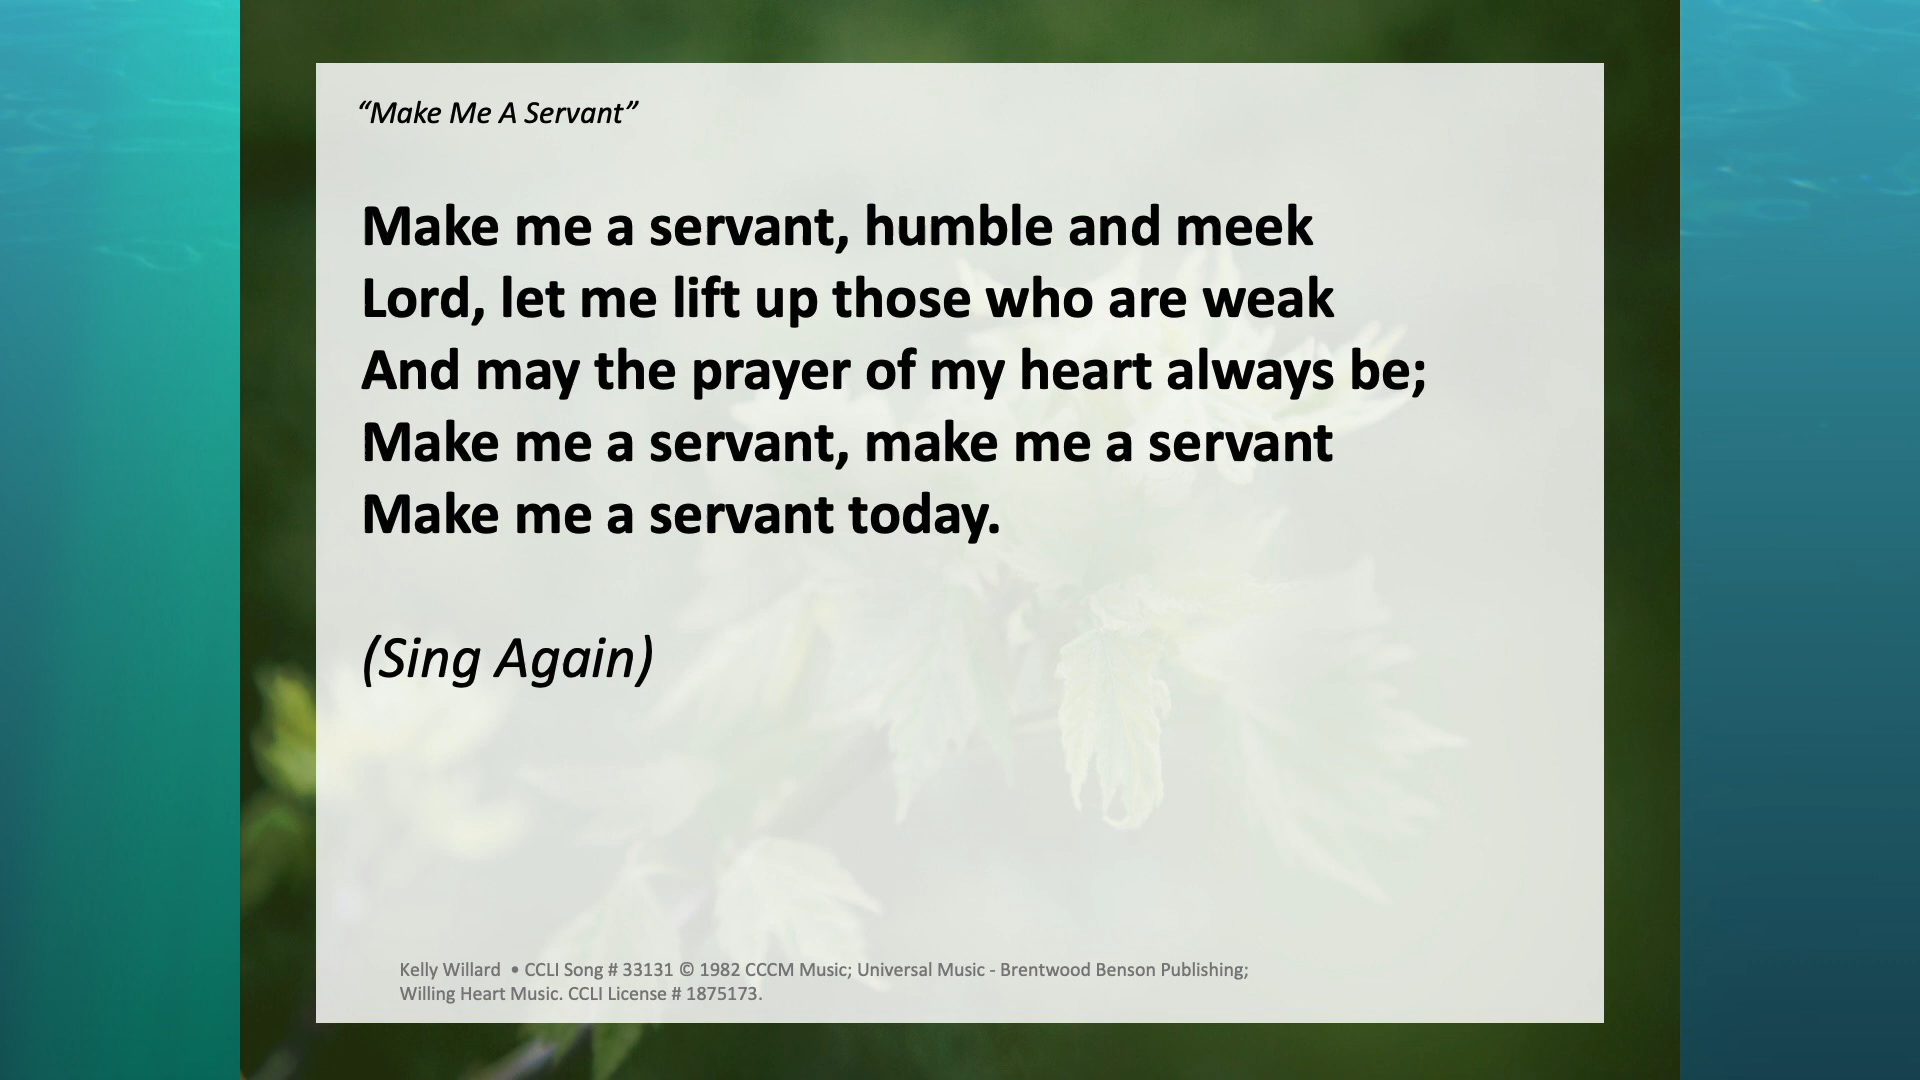 “Make Me A Servant”
Make me a servant, humble and meek
Lord, let me lift up those who are weak
And may the prayer of my heart always be;
Make me a servant, make me a servant
Make me a servant today.
(Sing Again)
Kelly Willard • CCLI Song # 33131 © 1982 CCCM Music; Universal Music - Brentwood Benson Publishing;
Willing Heart Music. CCLI License # 1875173.